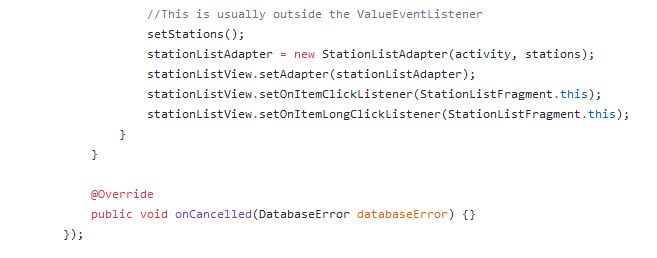 //This is usually outside the ValueEventListener
setStations();
stationListAdapter = new StationListAdapter(activity, stations);
stationListView.setAdapter(stationListAdapter);
stationListView.setOnItemClickListener(StationListFragment.this);
stationListView.setOnItemLongClickListener(StationListFragment.this);
}
}
@Override
public void onCancelled(DatabaseError databaseError) {}
});